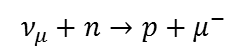 ν_μ + n → p + μ⁻